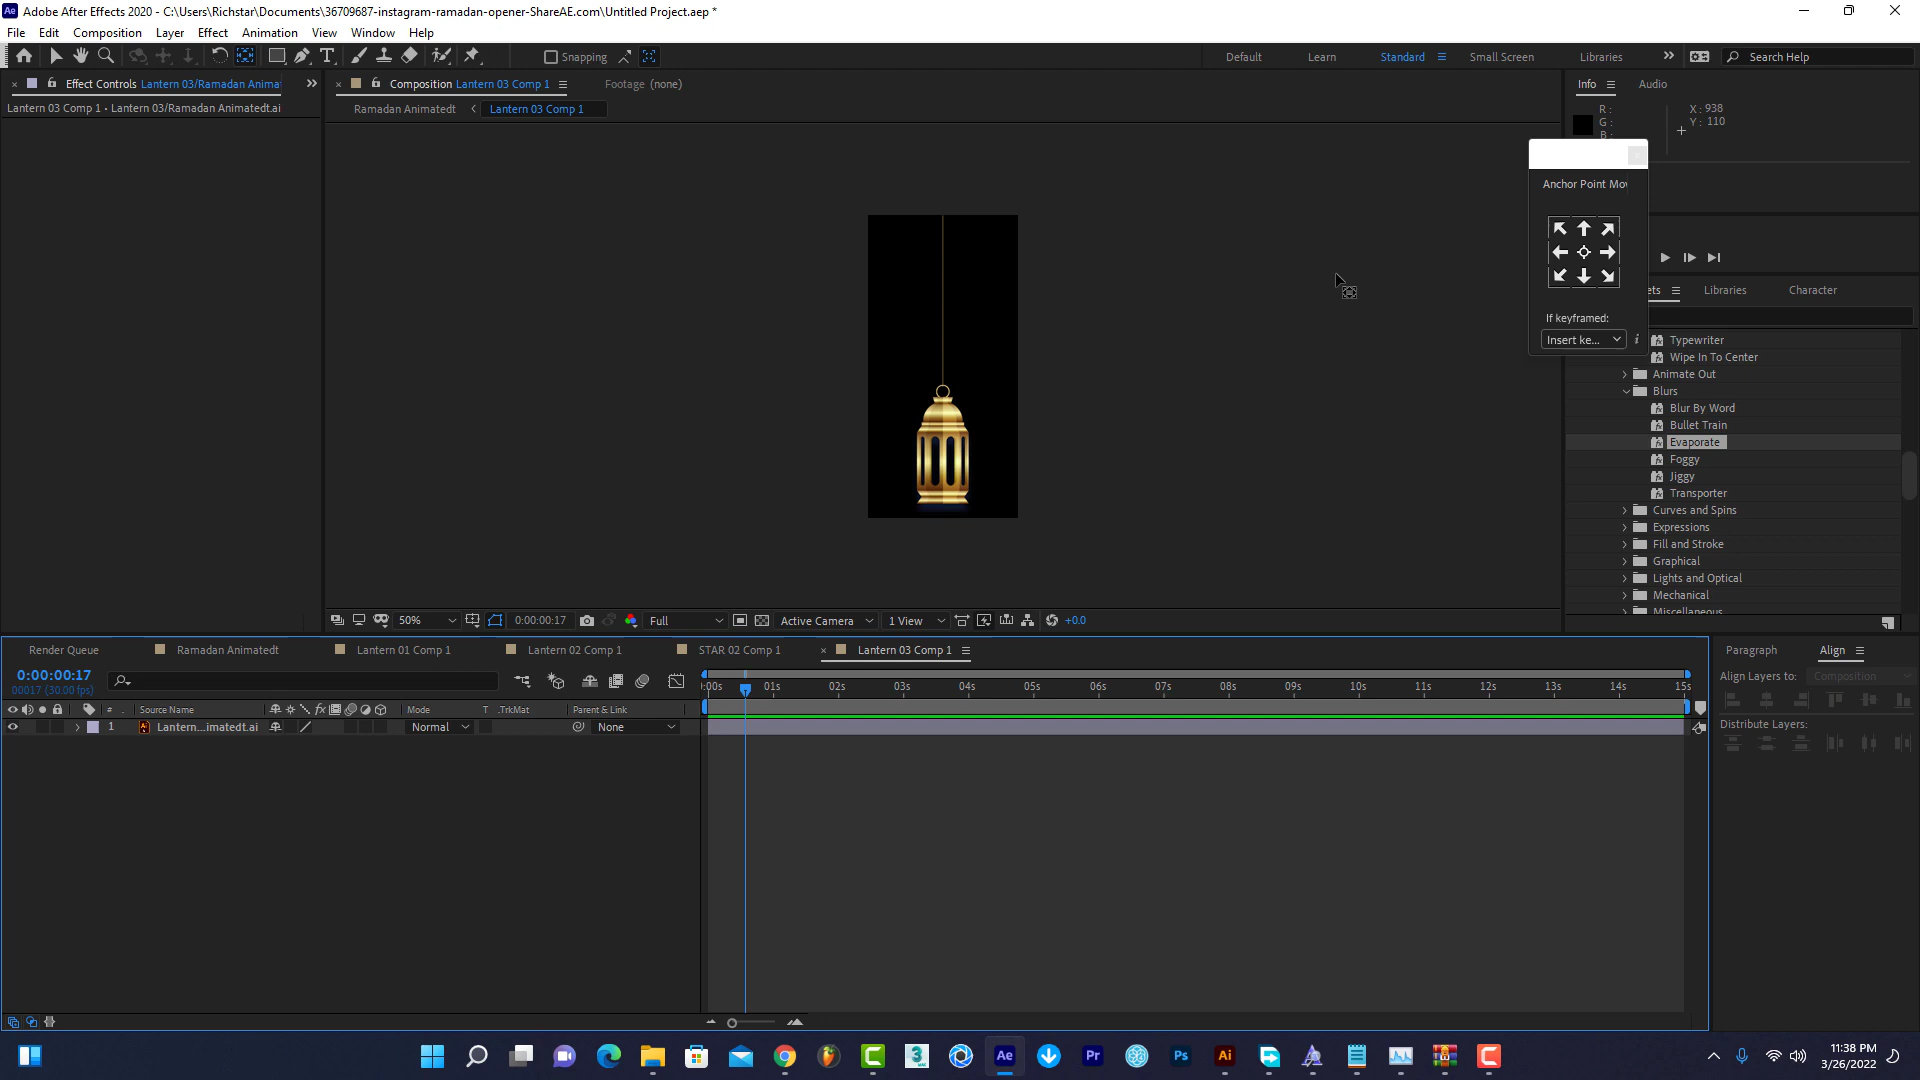 Adobe After Effects 2020 - C:\Users\Richstar\Documents\36709687-instagram-ramadan-opener-ShareAE.com\Untitled Project.aep *
File Edit Composition Layer Effect Animation View Window Help
Snapping
Default Learn Standard Small Screen Libraries Search Help
Effect Controls Lantern 03/Ramadan Anima
Composition Lantern 03 Comp 1
Footage (none)
Info Audio
Lantern 03 Comp 1 • Lantern 03/Ramadan Animatedt.ai
Ramadan Animatedt Lantern 03 Comp 1
R :
G :
B :
X : 938
Y : 110
Anchor Point Mov
If keyframed:
Insert ke...
ets Libraries Character
Typewriter
Wipe In To Center
Animate Out
Blurs
Blur By Word
Bullet Train
Evaporate
Foggy
Jiggy
Transporter
Curves and Spins
Expressions
Fill and Stroke
Graphical
Lights and Optical
Mechanical
Miscellaneous
50% 0:00:00:17 Full Active Camera 1 View +0.0
Render Queue Ramadan Animatedt Lantern 01 Comp 1 Lantern 02 Comp 1 STAR 02 Comp 1 Lantern 03 Comp 1
0:00:00:17
00017 (30.00 fps)
:00s 01s 02s 03s 04s 05s 06s 07s 08s 09s 10s 11s 12s 13s 14s 15s
# . Source Name fx Mode T .TrkMat Parent & Link
1 Lantern...imatedt.ai Normal None
Paragraph Align
Align Layers to: Composition
Distribute Layers:
Ae Pr Ps Ai
11:38 PM
3/26/2022